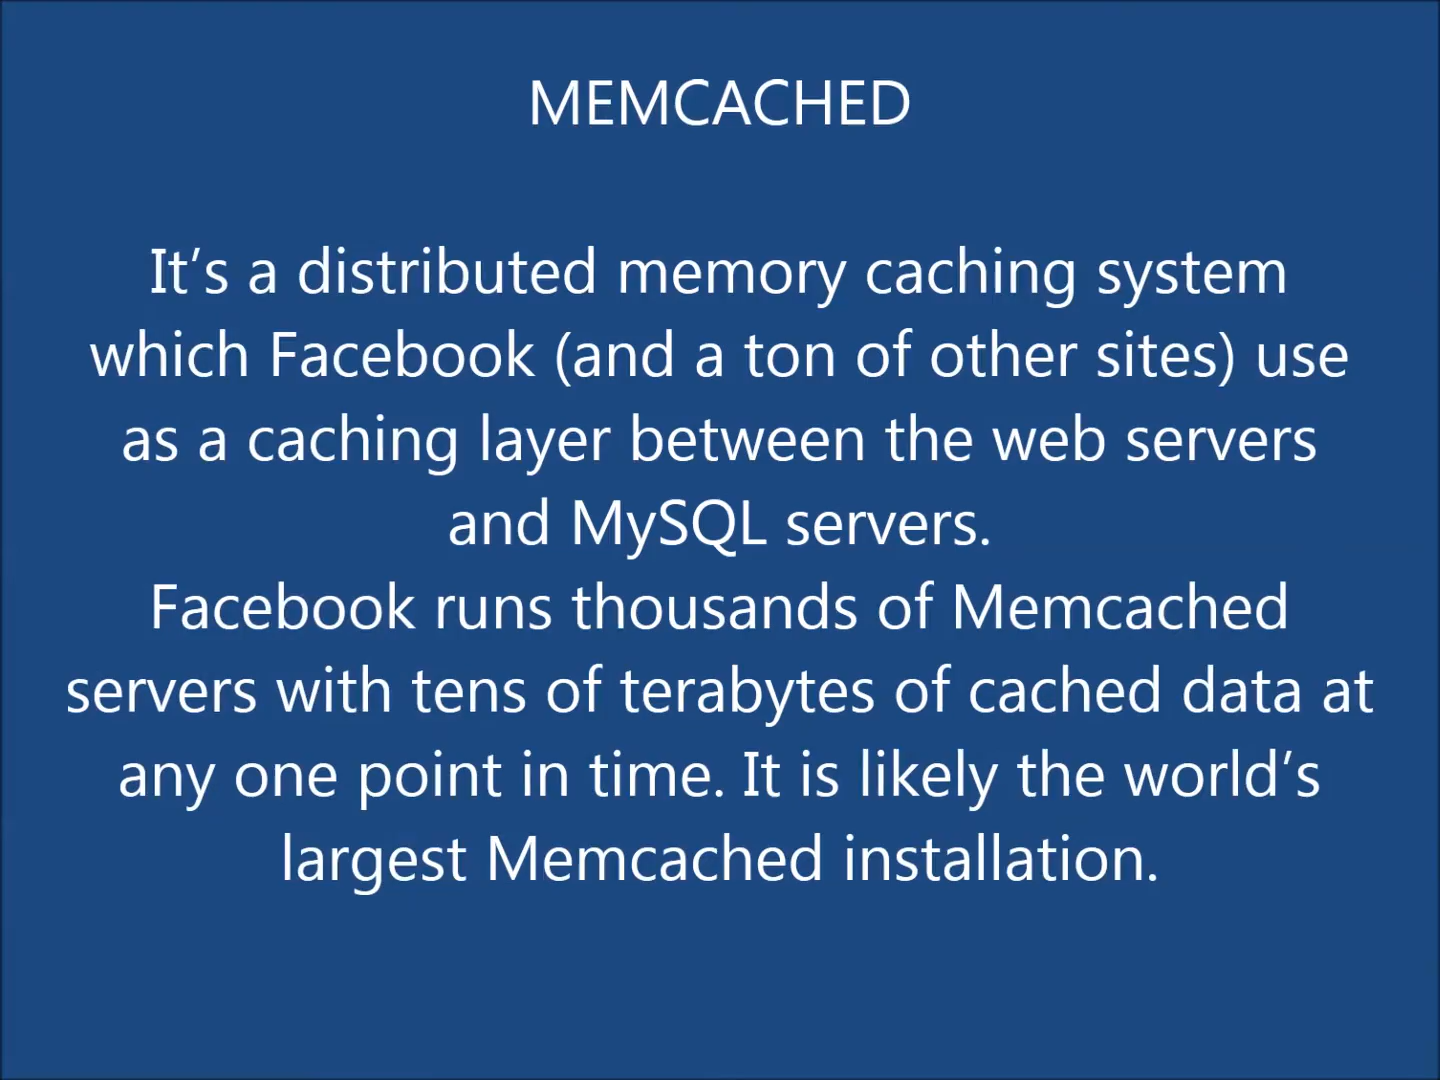 MEMCACHED
It’s a distributed memory caching system
which Facebook (and a ton of other sites) use
as a caching layer between the web servers
and MySQL servers.
Facebook runs thousands of Memcached
servers with tens of terabytes of cached data at
any one point in time. It is likely the world’s
largest Memcached installation.